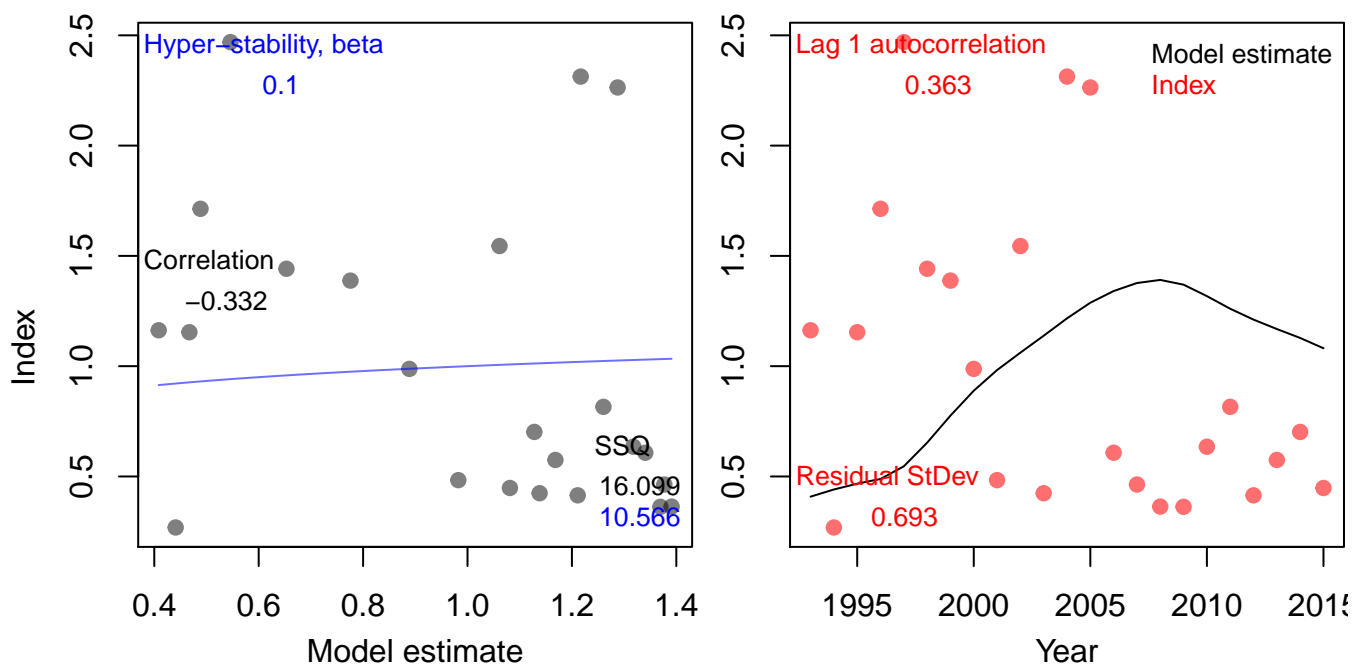 Hyper−stability, beta
0.1
Correlation
−0.332
SSQ
16.099
10.566
Index
2.5
2.0
1.5
1.0
0.5
0.4 0.6 0.8 1.0 1.2 1.4
Model estimate
Lag 1 autocorrelation
0.363
Model estimate
Index
Residual StDev
0.693
2.5
2.0
1.5
1.0
0.5
1995 2000 2005 2010 2015
Year